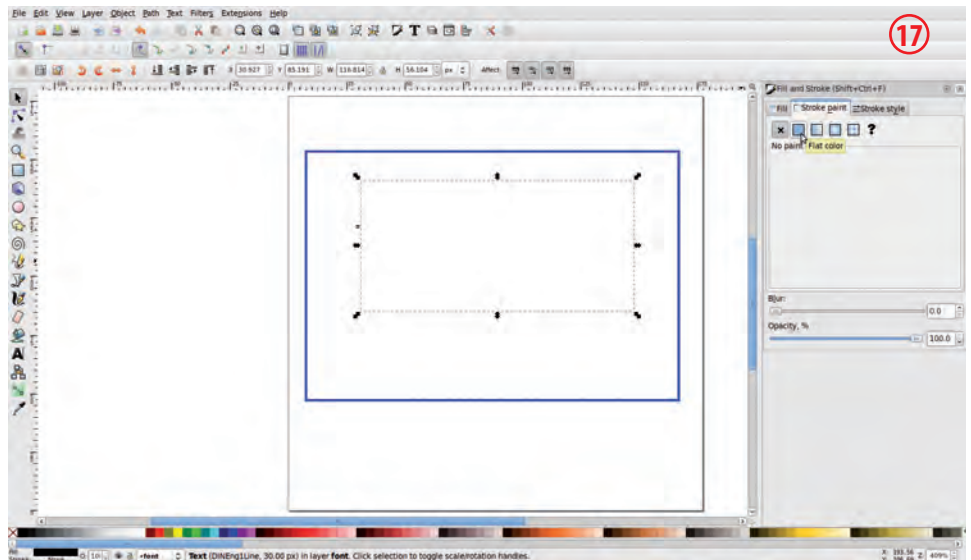 File Edit View Layer Object Path Text Filters Extensions Help
17
X 30.927 Y 85.191 W 116.814 H 56.104 px Affect:
Fill and Stroke (Shift+Ctrl+F)
Fill Stroke paint Stroke style
?
No paint Flat color
Blur:
0.0
Opacity, %
100.0
A
font Text (DINEng1Line, 30.00 px) in layer font. Click selection to toggle scale/rotation handles.
X: 193.56 Z: 409%